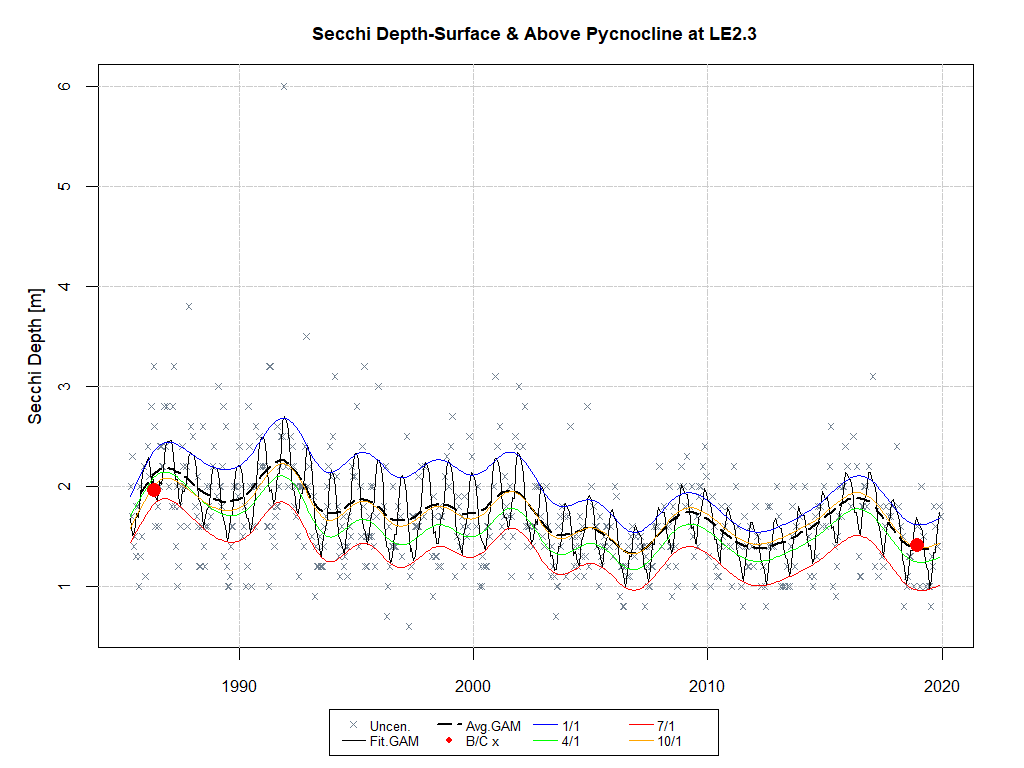 Secchi Depth-Surface & Above Pycnocline at LE2.3
Secchi Depth [m]
6
5
4
3
2
1
1990 2000 2010 2020
Uncen. Avg.GAM 1/1 7/1
Fit.GAM B/C x 4/1 10/1